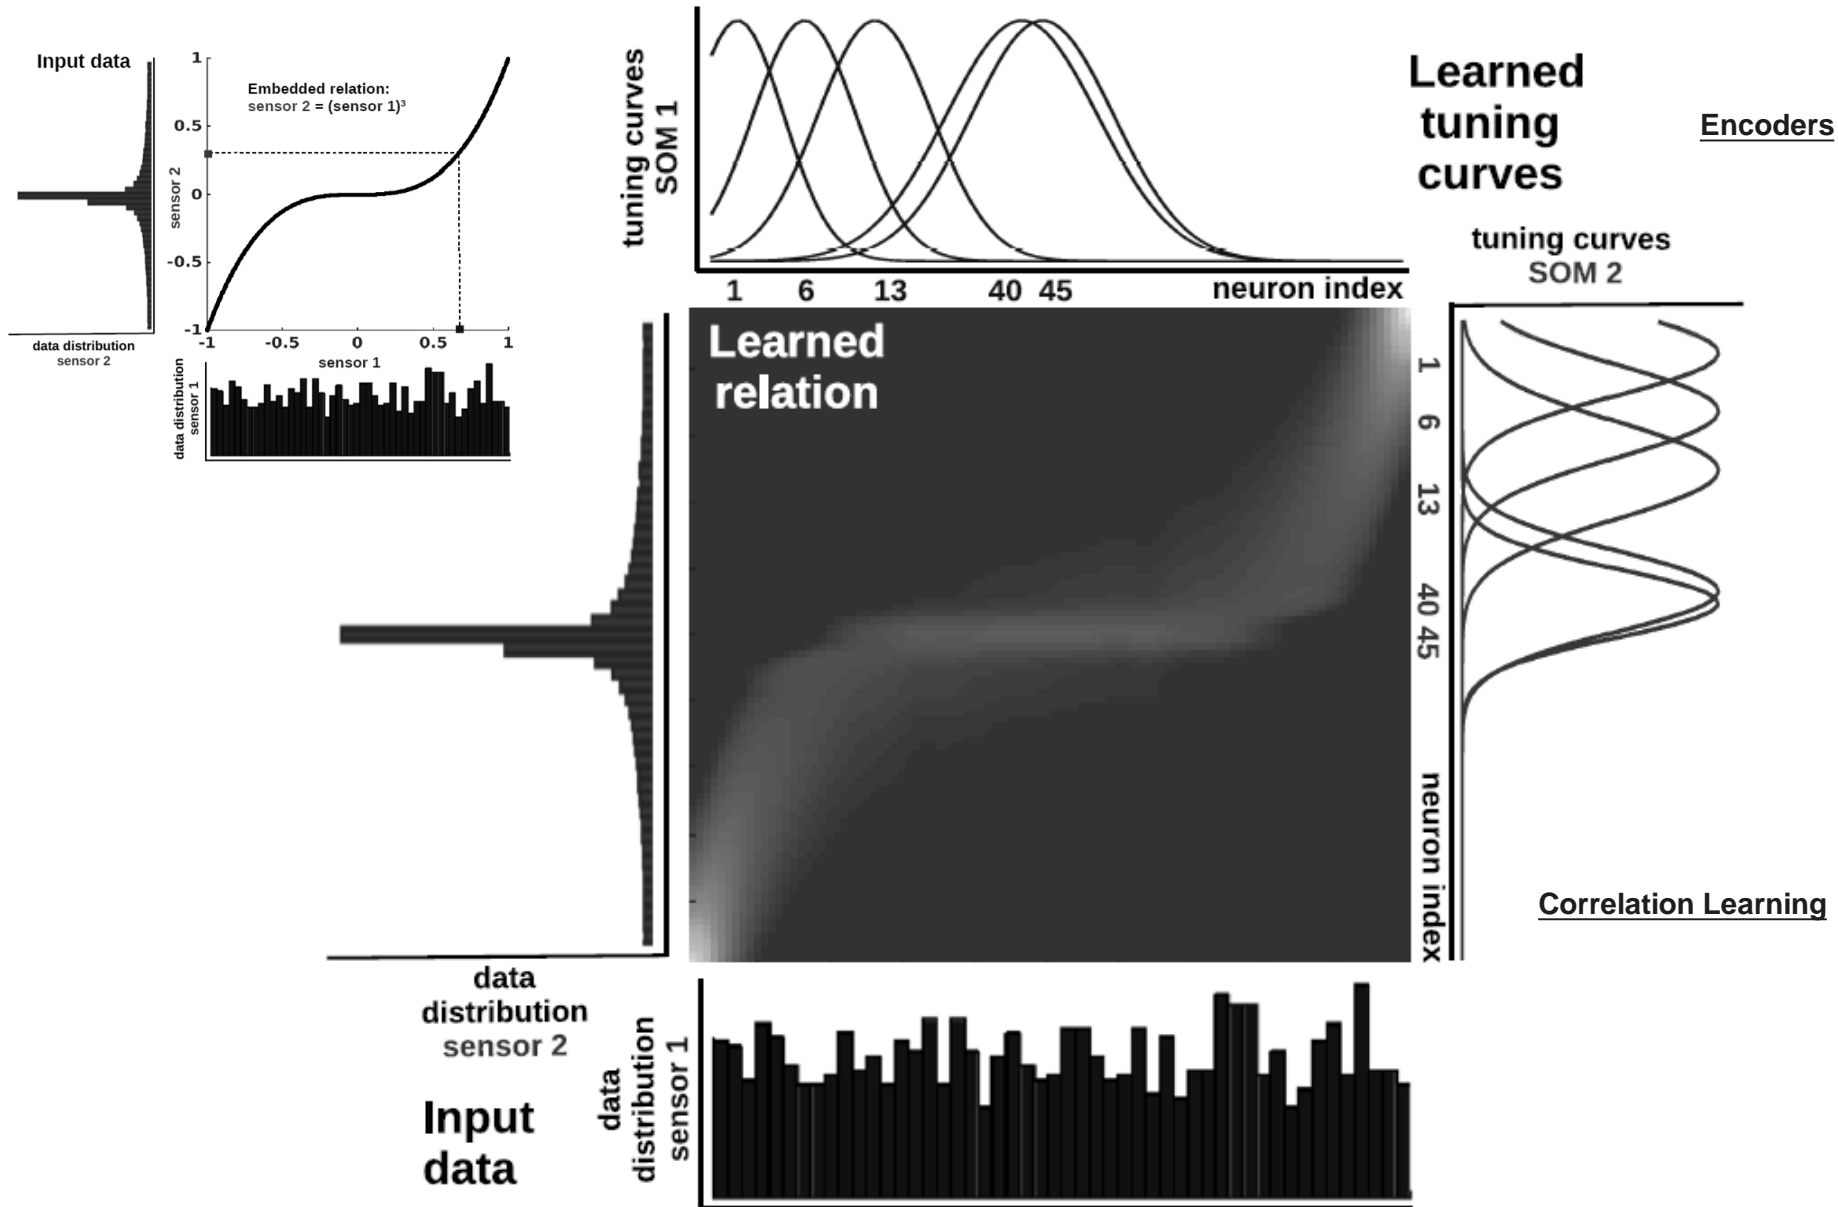 Input data
1
0.5
0
-0.5
-1
sensor 2
Embedded relation:
sensor 2 = (sensor 1)³
-1
-0.5
0
0.5
1
sensor 1
data distribution
sensor 2
data distribution
sensor 1
tuning curves
SOM 1
1
6
13
40
45
neuron index
Learned
tuning
curves
Encoders
tuning curves
SOM 2
Learned
relation
1
6
13
40
45
neuron index
Correlation Learning
data
distribution
sensor 2
Input
data
data
distribution
sensor 1